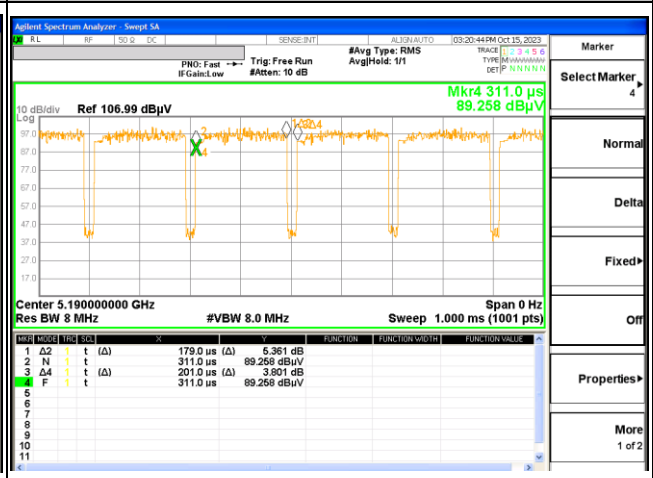 Agilent Spectrum Analyzer - Swept SA
RL RF 50 Ω DC SENSE:INT ALIGNAUTO 03:20:44PM Oct 15, 2023
Marker
#Avg Type: RMS
TRACE 1 2 3 4 5 6
PNO: Fast Trig: Free Run Avg|Hold: 1/1
TYPE MWWWWW
IFGain:Low #Atten: 10 dB
DET P NNNNN
Select Marker
4
Mkr4 311.0 µs
89.258 dBµV
10 dB/div Ref 106.99 dBµV
Log
97.0
87.0
77.0
67.0
57.0
47.0
37.0
27.0
17.0
2
4
Normal
Delta
Fixed
Off
Properties
More
1 of 2
Center 5.190000000 GHz Span 0 Hz
Res BW 8 MHz #VBW 8.0 MHz Sweep 1.000 ms (1001 pts)
MKR MODE TRC SCL X Y FUNCTION FUNCTION WIDTH FUNCTION VALUE
1 Δ2 1 t (Δ) 179.0 µs (Δ) 5.361 dB
2 N 1 t 311.0 µs 89.258 dBµV
3 Δ4 1 t (Δ) 201.0 µs (Δ) 3.801 dB
4 F 1 t 311.0 µs 89.258 dBµV
5
6
7
8
9
10
11